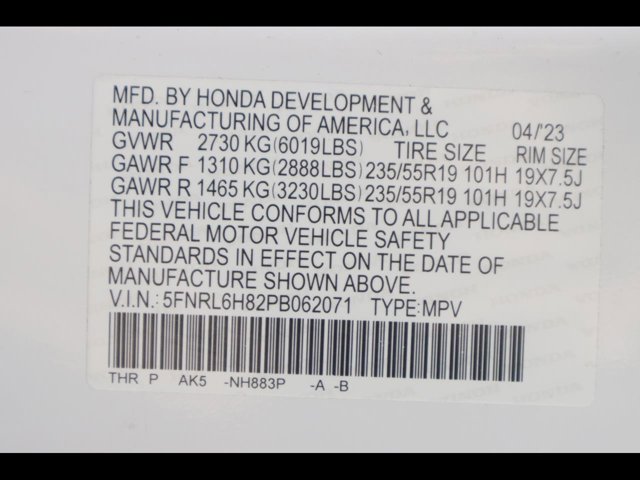 MFD. BY HONDA DEVELOPMENT &
MANUFACTURING OF AMERICA, LLC 04/'23
GVWR 2730 KG(6019LBS) TIRE SIZE RIM SIZE
GAWR F 1310 KG(2888LBS) 235/55R19 101H 19X7.5J
GAWR R 1465 KG(3230LBS) 235/55R19 101H 19X7.5J
THIS VEHICLE CONFORMS TO ALL APPLICABLE
FEDERAL MOTOR VEHICLE SAFETY
STANDARDS IN EFFECT ON THE DATE OF
MANUFACTURE SHOWN ABOVE.
V.I.N.: 5FNRL6H82PB062071 TYPE:MPV
THR P AK5 -NH883P -A -B